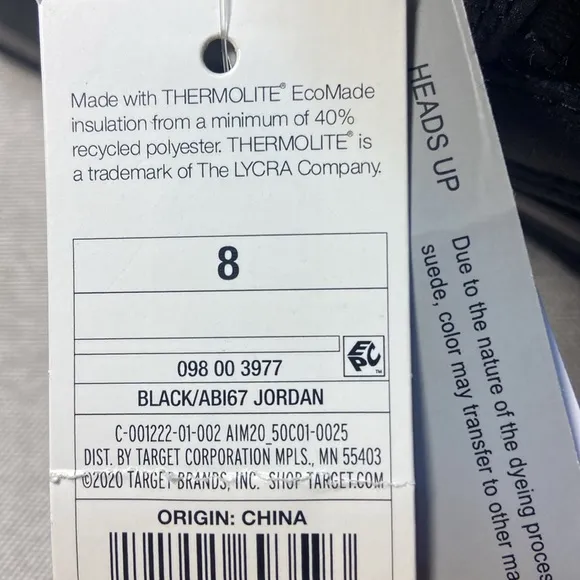 Made with THERMOLITE® EcoMade
insulation from a minimum of 40%
recycled polyester. THERMOLITE® is
a trademark of The LYCRA Company.
8
EPC™
098 00 3977
BLACK/ABI67 JORDAN
C-001222-01-002 AIM20_50C01-0025
DIST. BY TARGET CORPORATION MPLS., MN 55403
©2020 TARGET BRANDS, INC. SHOP TARGET.COM
ORIGIN: CHINA
HEADS UP
Due to the nature of the dyeing
suede, color may transfer to other